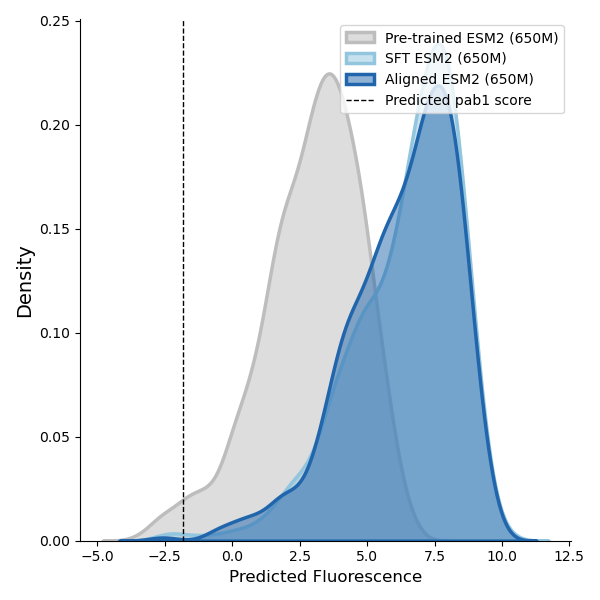 Pre-trained ESM2 (650M)
SFT ESM2 (650M)
Aligned ESM2 (650M)
Predicted pab1 score
Density
0.25
0.20
0.15
0.10
0.05
0.00
−5.0 −2.5 0.0 2.5 5.0 7.5 10.0 12.5
Predicted Fluorescence